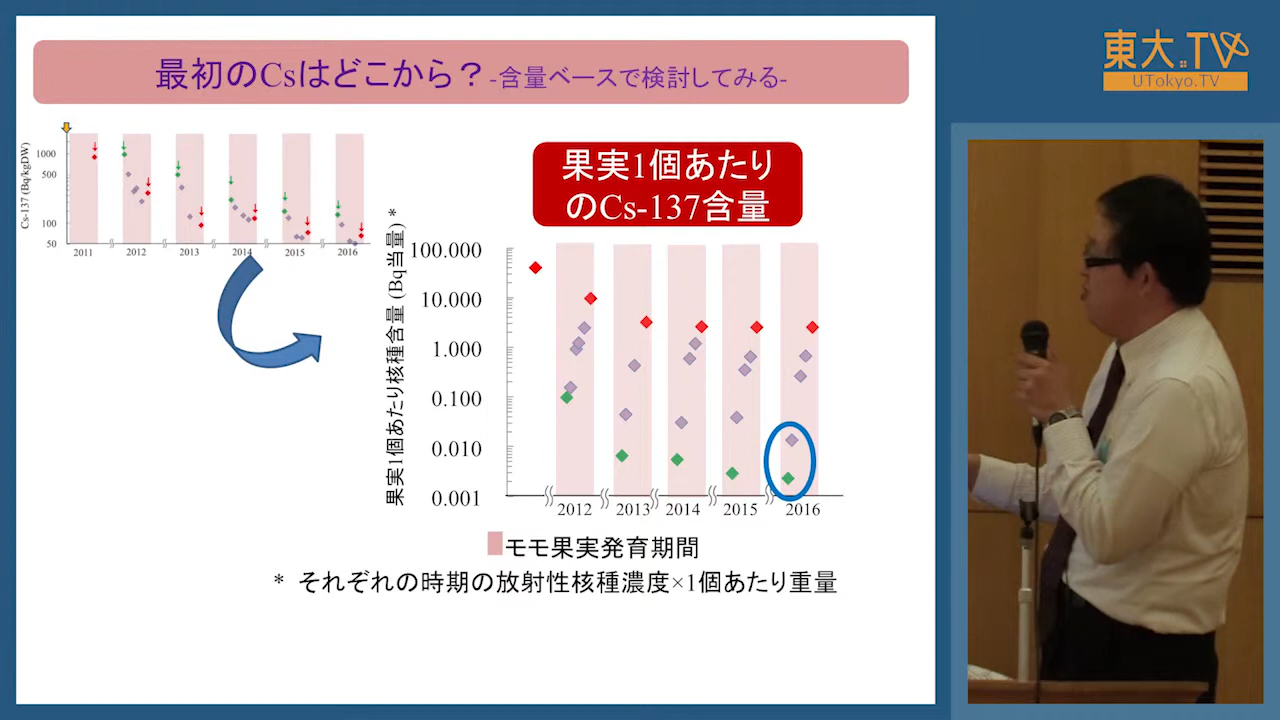 最初のCsはどこから？-含量ベースで検討してみる-
東大.TV
UTokyo.TV
Cs-137 (Bq/kgDW)
1000
500
100
50
2011
2012
2013
2014
2015
2016
果実1個あたり
のCs-137含量
果実1個あたり核種含量 (Bq当量) *
100.000
10.000
1.000
0.100
0.010
0.001
2012
2013
2014
2015
2016
モモ果実発育期間
* それぞれの時期の放射性核種濃度×1個あたり重量